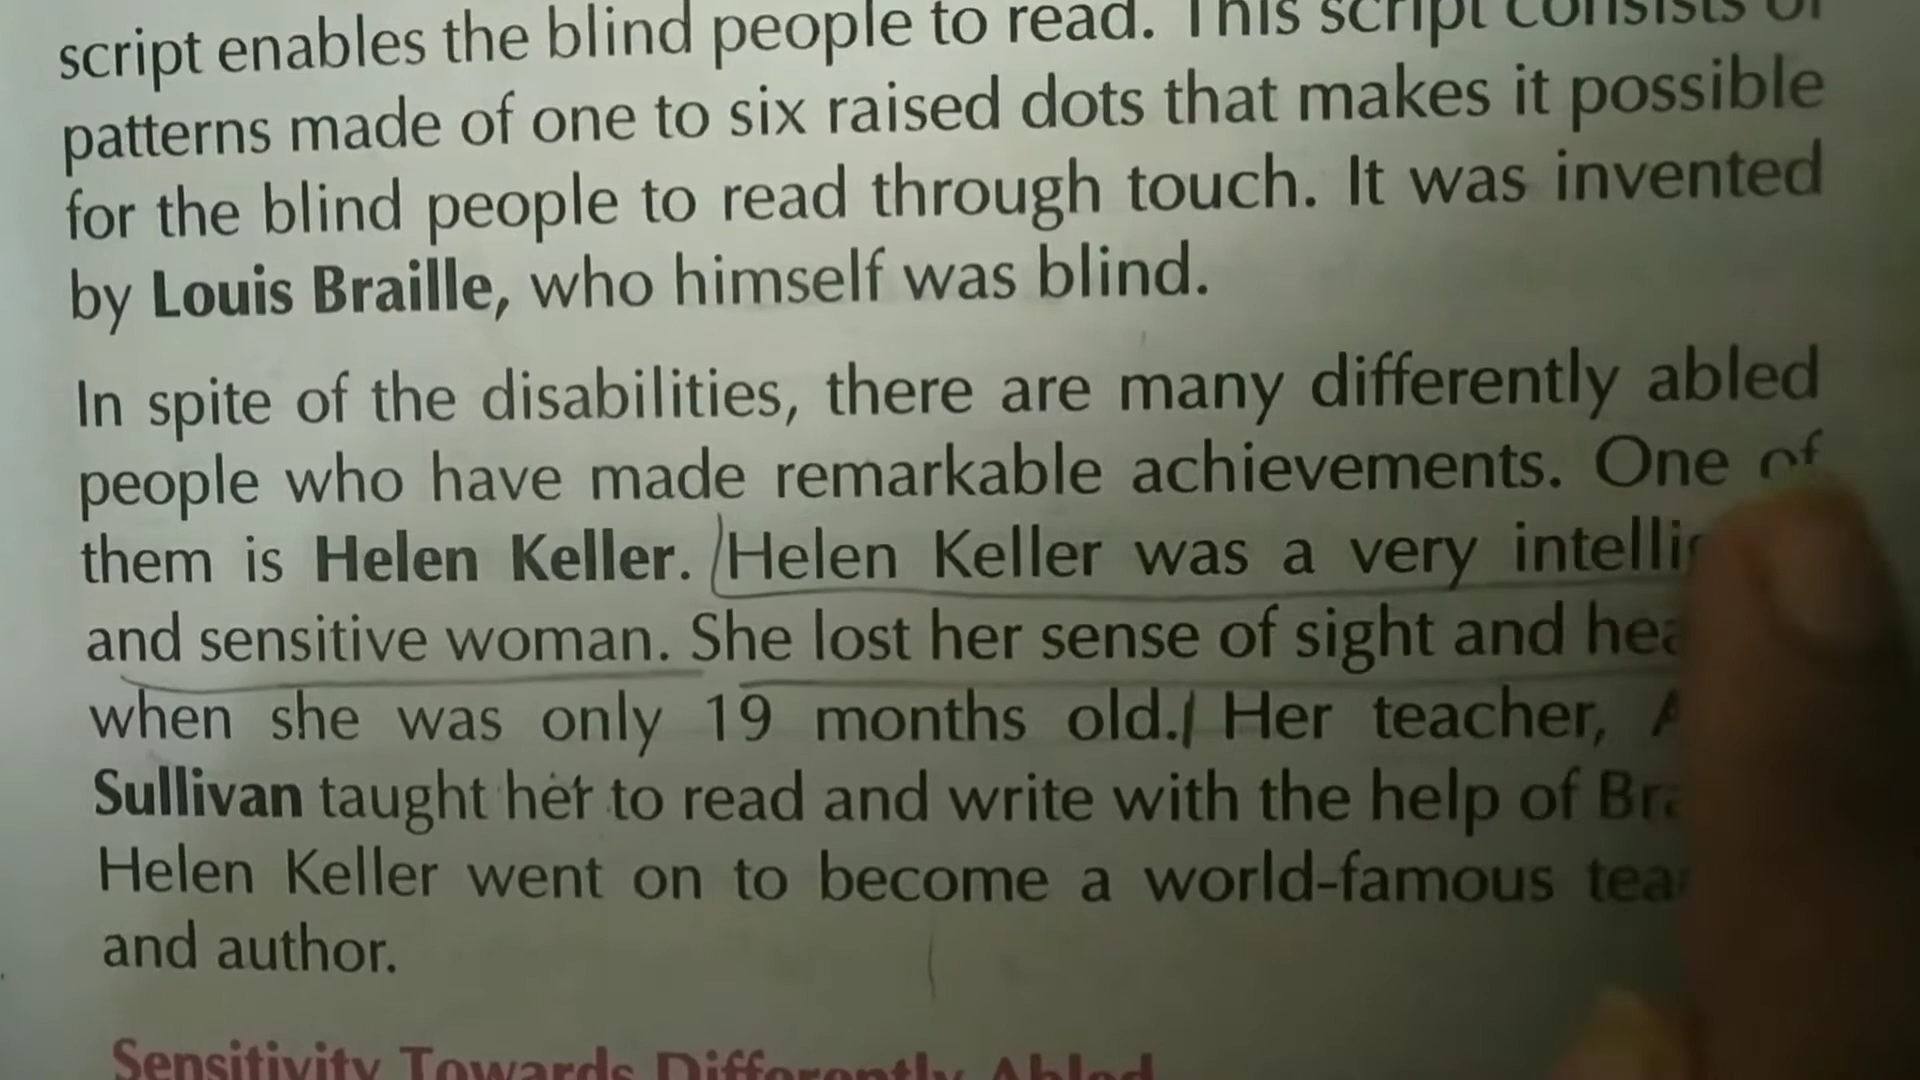 script enables the blind people to read. This script consists of
patterns made of one to six raised dots that makes it possible
for the blind people to read through touch. It was invented
by Louis Braille, who himself was blind.
In spite of the disabilities, there are many differently abled
people who have made remarkable achievements. One of
them is Helen Keller. Helen Keller was a very
and sensitive woman. She lost her sense of sight and
when she was only 19 months old. Her teacher,
Sullivan taught her to read and write with the help of
Helen Keller went on to become a world-famous
and author.
Sensitivity Towards Differently Abled